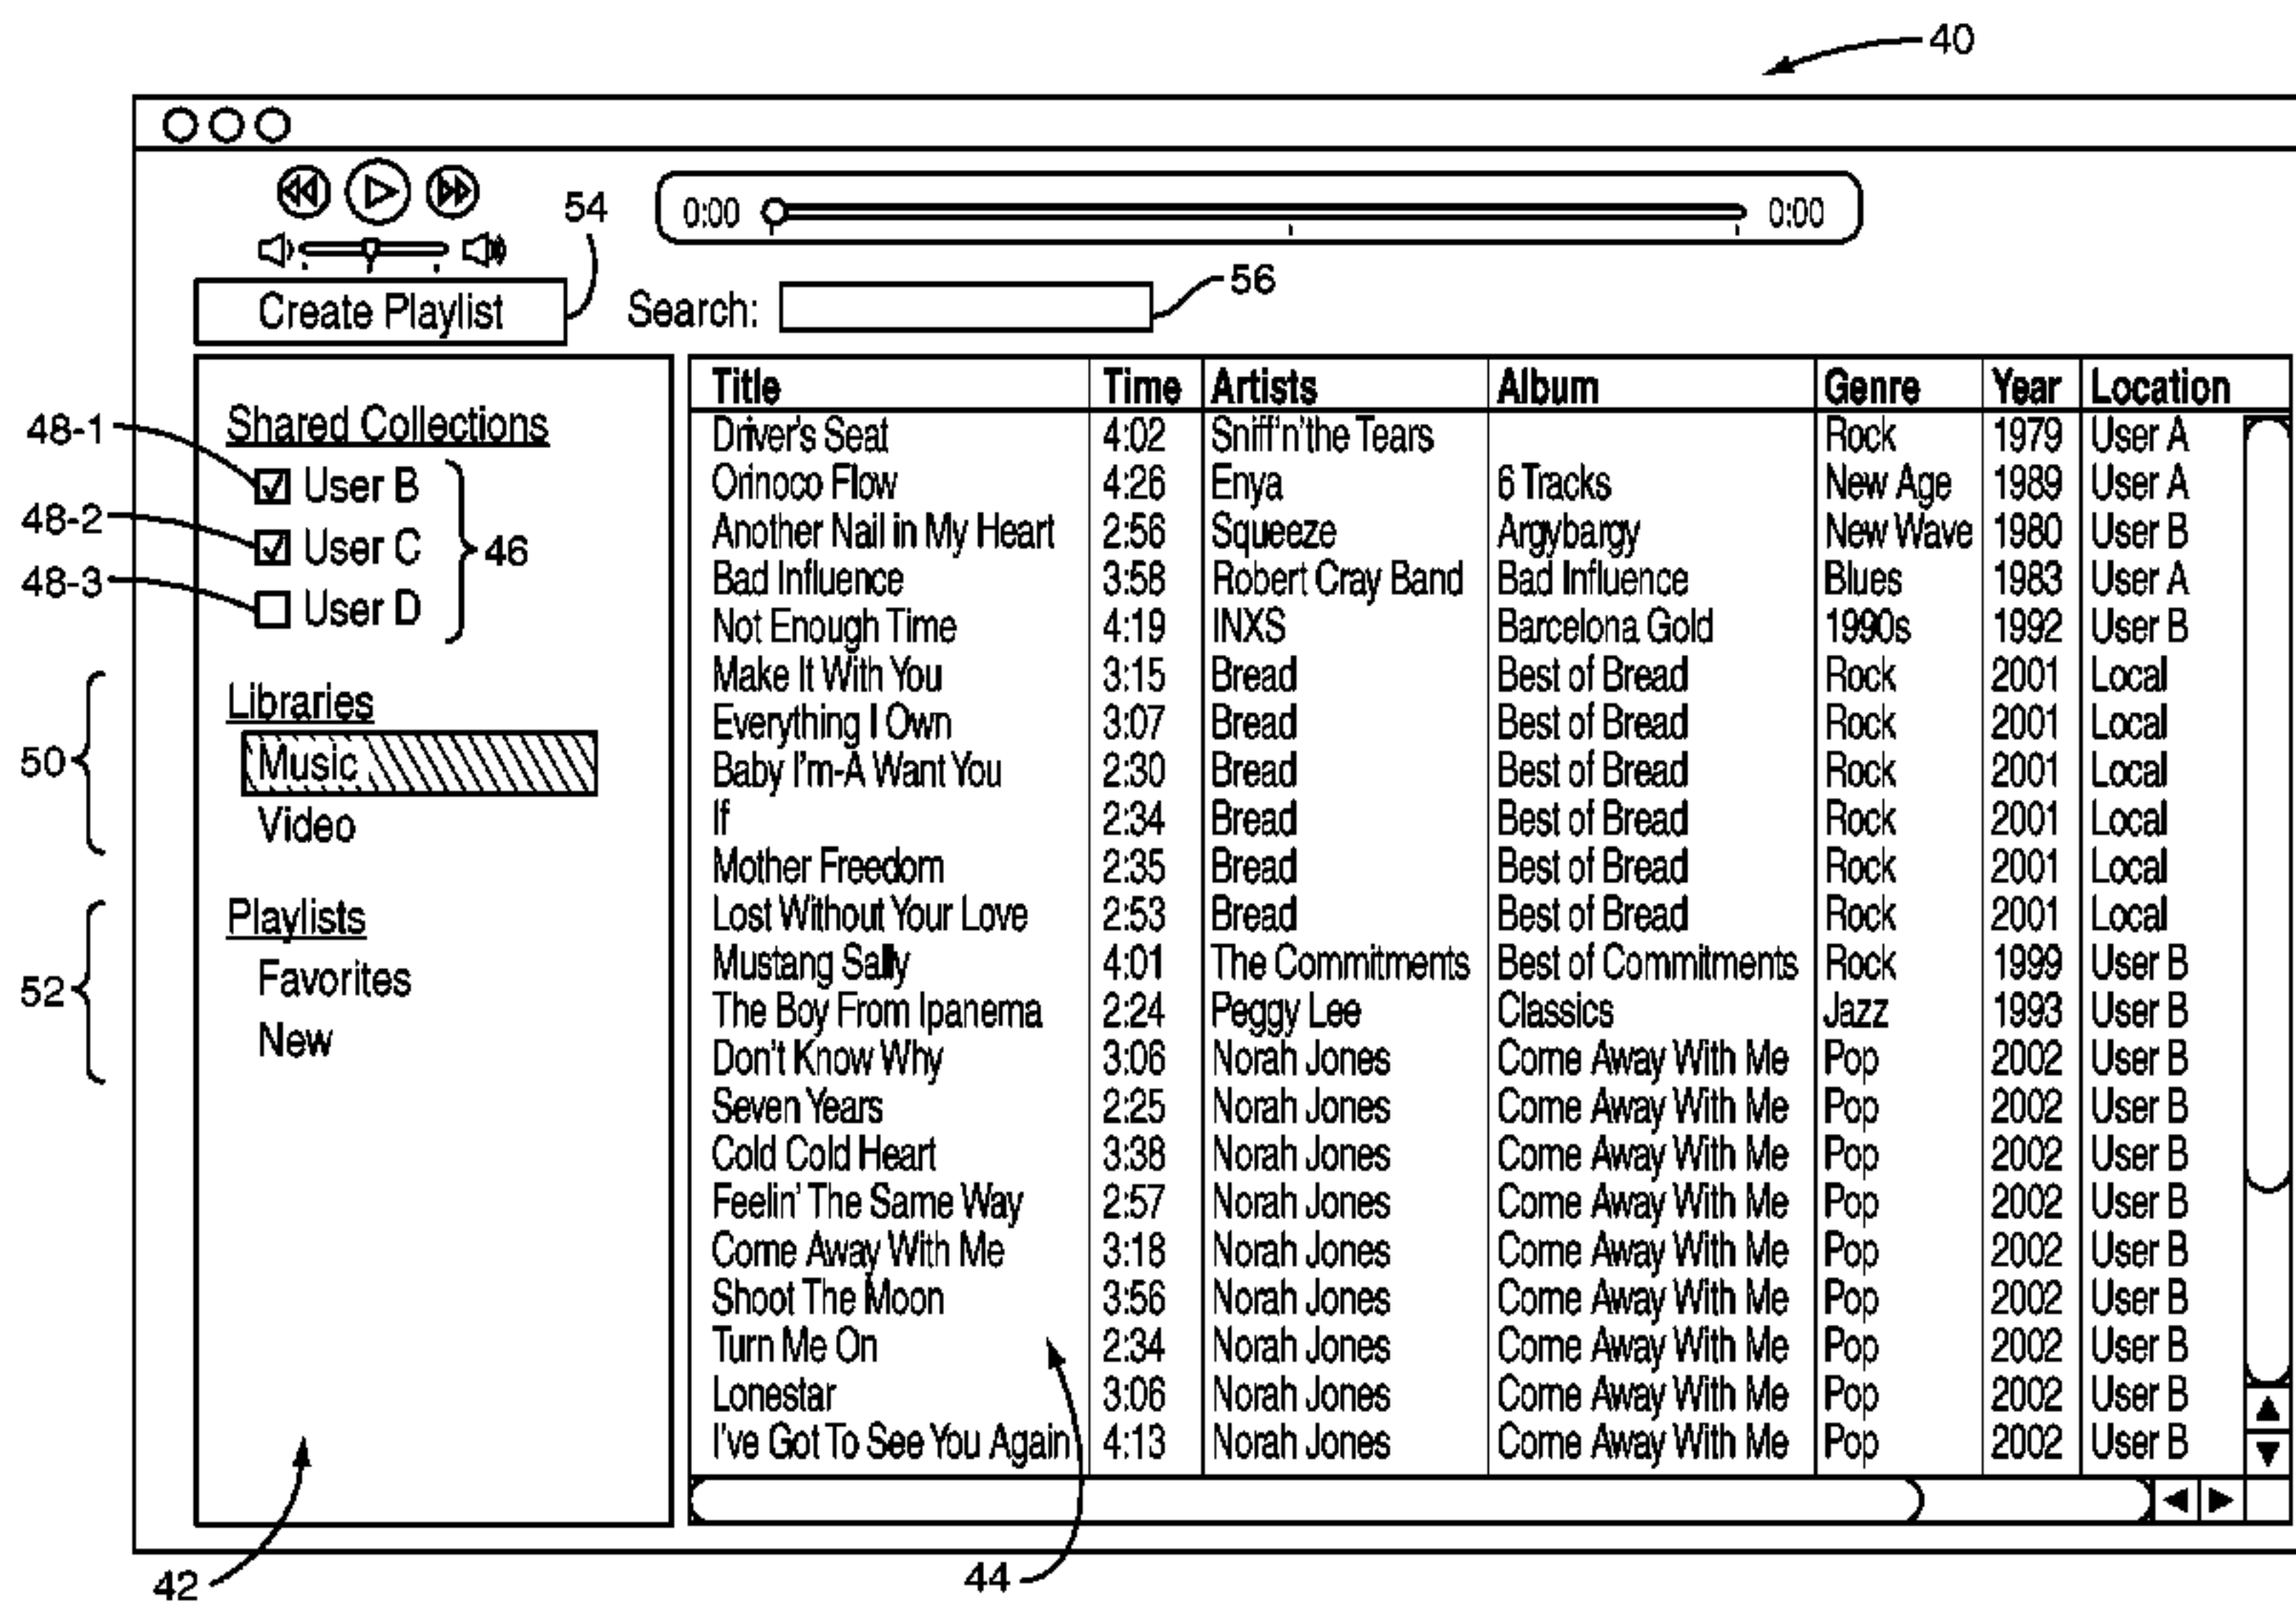 40
54
0:00 0:00
Create Playlist Search: 56
Shared Collections
48-1
User B
48-2
User C
46
48-3
User D
50
Libraries
Music
Video
52
Playlists
Favorites
New
42
Title Time Artists Album Genre Year Location
Driver's Seat 4:02 Sniff'n'the Tears Rock 1979 User A
Orinoco Flow 4:26 Enya 6 Tracks New Age 1989 User A
Another Nail in My Heart 2:56 Squeeze Argybargy New Wave 1980 User B
Bad Influence 3:58 Robert Cray Band Bad Influence Blues 1983 User A
Not Enough Time 4:19 INXS Barcelona Gold 1990s 1992 User B
Make It With You 3:15 Bread Best of Bread Rock 2001 Local
Everything I Own 3:07 Bread Best of Bread Rock 2001 Local
Baby I'm-A Want You 2:30 Bread Best of Bread Rock 2001 Local
If 2:34 Bread Best of Bread Rock 2001 Local
Mother Freedom 2:35 Bread Best of Bread Rock 2001 Local
Lost Without Your Love 2:53 Bread Best of Bread Rock 2001 Local
Mustang Sally 4:01 The Commitments Best of Commitments Rock 1999 User B
The Boy From Ipanema 2:24 Peggy Lee Classics Jazz 1993 User B
Don't Know Why 3:06 Norah Jones Come Away With Me Pop 2002 User B
Seven Years 2:25 Norah Jones Come Away With Me Pop 2002 User B
Cold Cold Heart 3:38 Norah Jones Come Away With Me Pop 2002 User B
Feelin' The Same Way 2:57 Norah Jones Come Away With Me Pop 2002 User B
Come Away With Me 3:18 Norah Jones Come Away With Me Pop 2002 User B
Shoot The Moon 3:56 Norah Jones Come Away With Me Pop 2002 User B
Turn Me On 2:34 Norah Jones Come Away With Me Pop 2002 User B
Lonestar 3:06 Norah Jones Come Away With Me Pop 2002 User B
I've Got To See You Again 4:13 Norah Jones Come Away With Me Pop 2002 User B
44